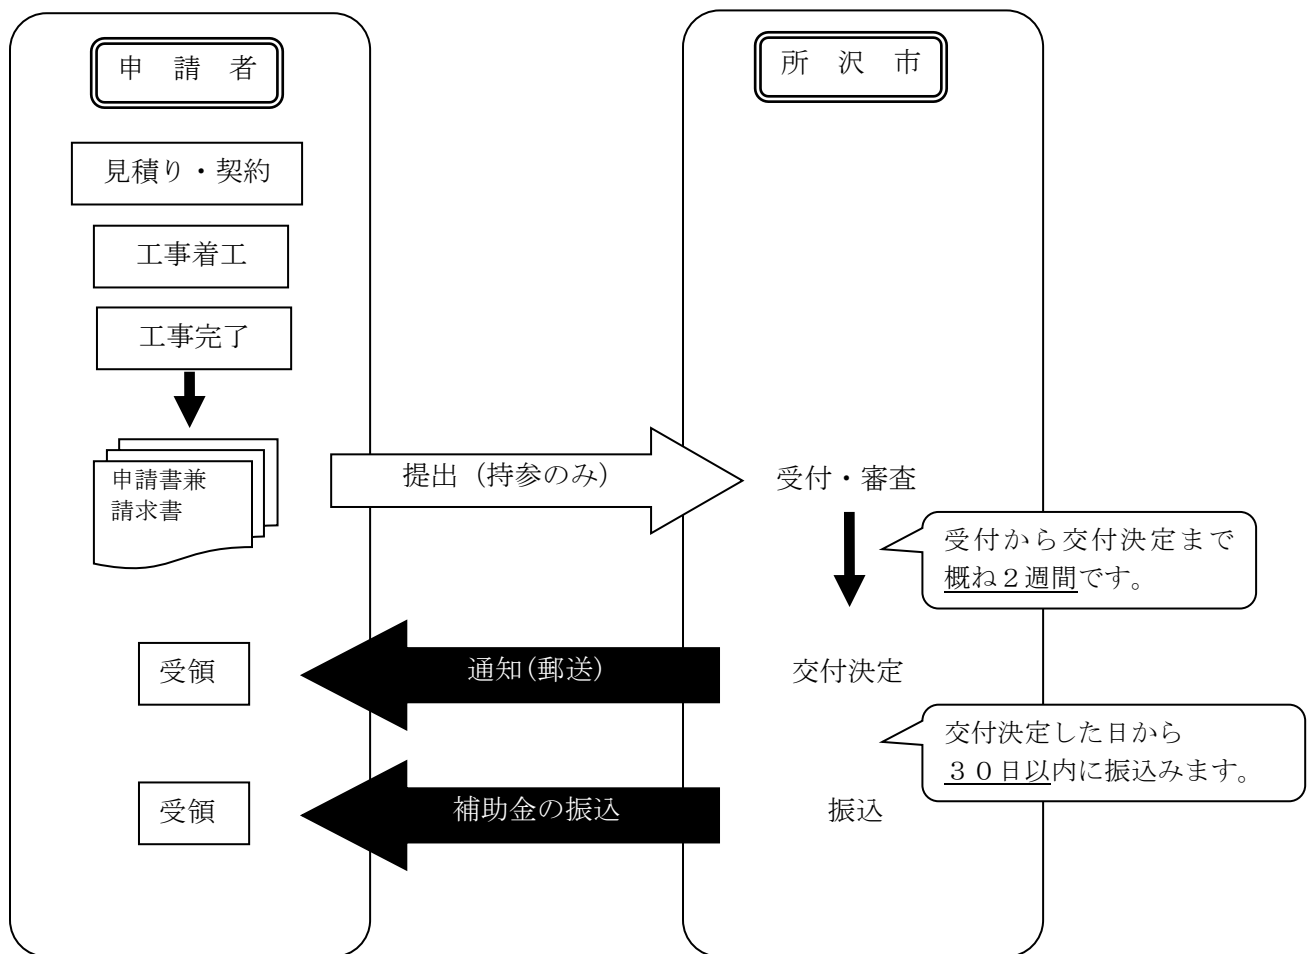 申　請　者
所　沢　市
見積り・契約
工事着工
工事完了
申請書兼
請求書
提出（持参のみ）
受付・審査
受付から交付決定まで
概ね２週間です。
受領
通知(郵送)
交付決定
交付決定した日から
３０日以内に振込みます。
受領
補助金の振込
振込